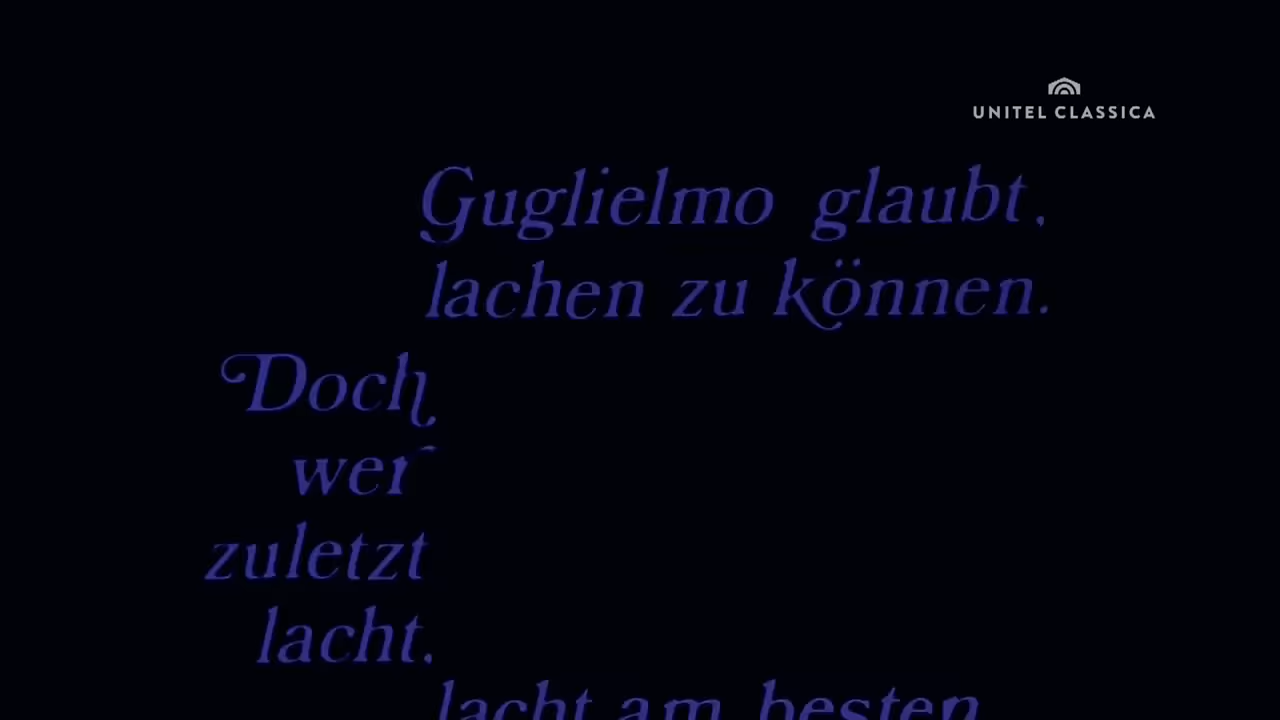 UNITEL CLASSICA
Guglielmo glaubt,
lachen zu können.
Doch
wer
zuletzt
lacht,
lacht am besten